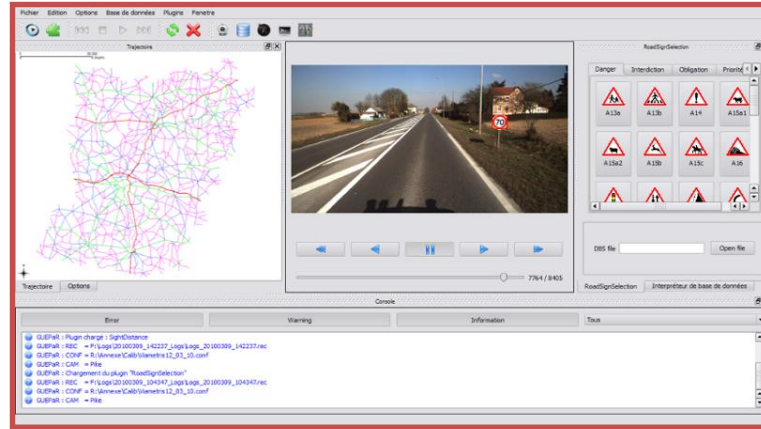 Fichier Edition Options Base de données Plugins Fenetre
Trajectoire
RoadSignSelection
Danger Interdiction Obligation Priorité
A13a A13b A14 A15a1
A15a2 A15b A15c A16
70
DBS file Open file
7764 / 8405
Trajectoire Options
RoadSignSelection Interpréteur de base de données
Console
Error Warning Information Tous
GUEPaR : Plugin chargé : SightDistance
GUEPaR : REC = F:\Logs\20100309_142237_Logs\Logs_20100309_142237.rec
GUEPaR : CONF = R:\Annexe\Calib\Viametris12_03_10.conf
GUEPaR : CAM = Pike
GUEPaR : Chargement du plugin "RoadSignSelection"
GUEPaR : REC = F:\Logs\20100309_104347_Logs\Logs_20100309_104347.rec
GUEPaR : CONF = R:\Annexe\Calib\Viametris12_03_10.conf
GUEPaR : CAM = Pike